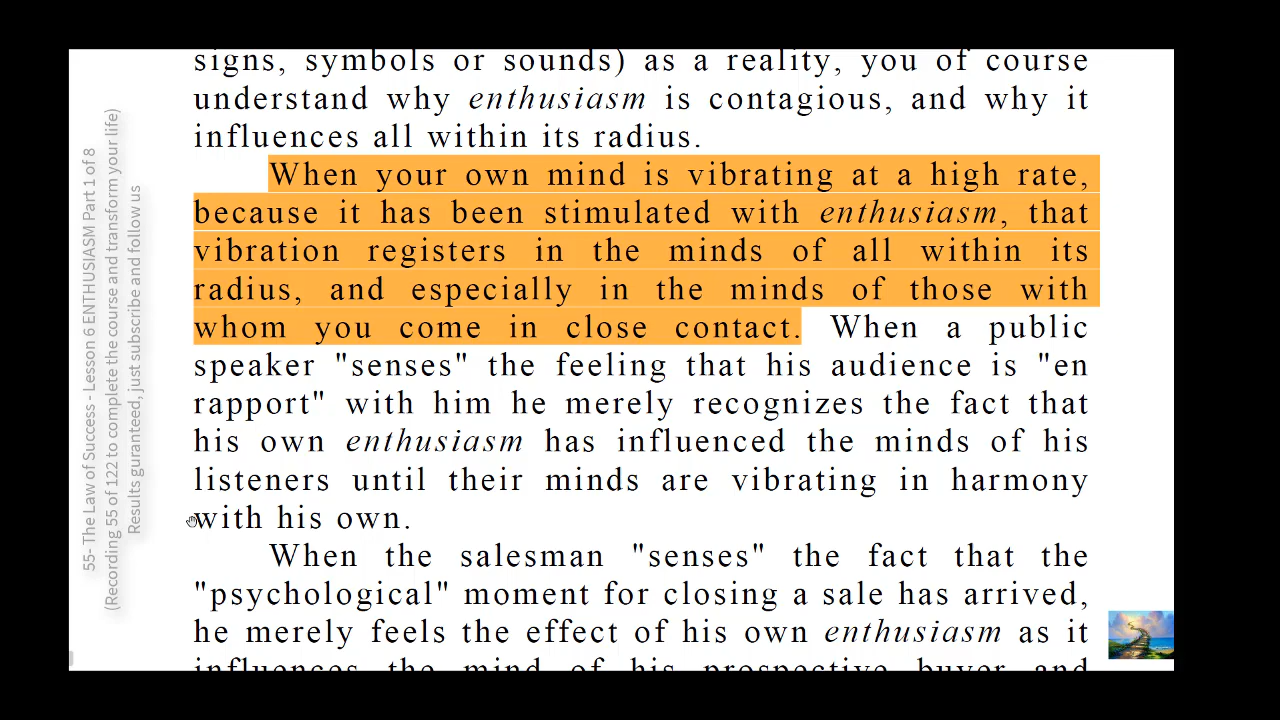 signs, symbols or sounds) as a reality, you of course
understand why enthusiasm is contagious, and why it
influences all within its radius.
When your own mind is vibrating at a high rate,
because it has been stimulated with enthusiasm, that
vibration registers in the minds of all within its
radius, and especially in the minds of those with
whom you come in close contact. When a public
speaker "senses" the feeling that his audience is "en
rapport" with him he merely recognizes the fact that
his own enthusiasm has influenced the minds of his
listeners until their minds are vibrating in harmony
with his own.
When the salesman "senses" the fact that the
"psychological" moment for closing a sale has arrived,
he merely feels the effect of his own enthusiasm as it
influences the mind of his prospective buyer and
55- The Law of Success - Lesson 6 ENTHUSIASM Part 1 of 8
(Recording 55 of 122 to complete the course and transform your life)
Results guranteed, just subscribe and follow us